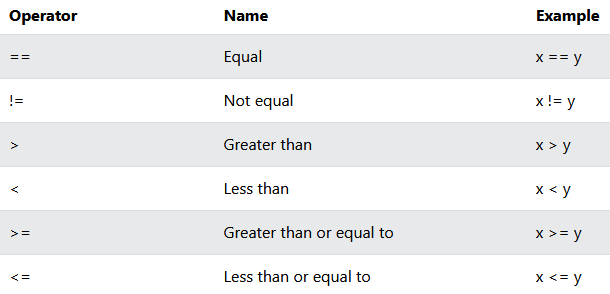 Operator Name Example
== Equal x == y
!= Not equal x != y
> Greater than x > y
< Less than x < y
>= Greater than or equal to x >= y
<= Less than or equal to x <= y